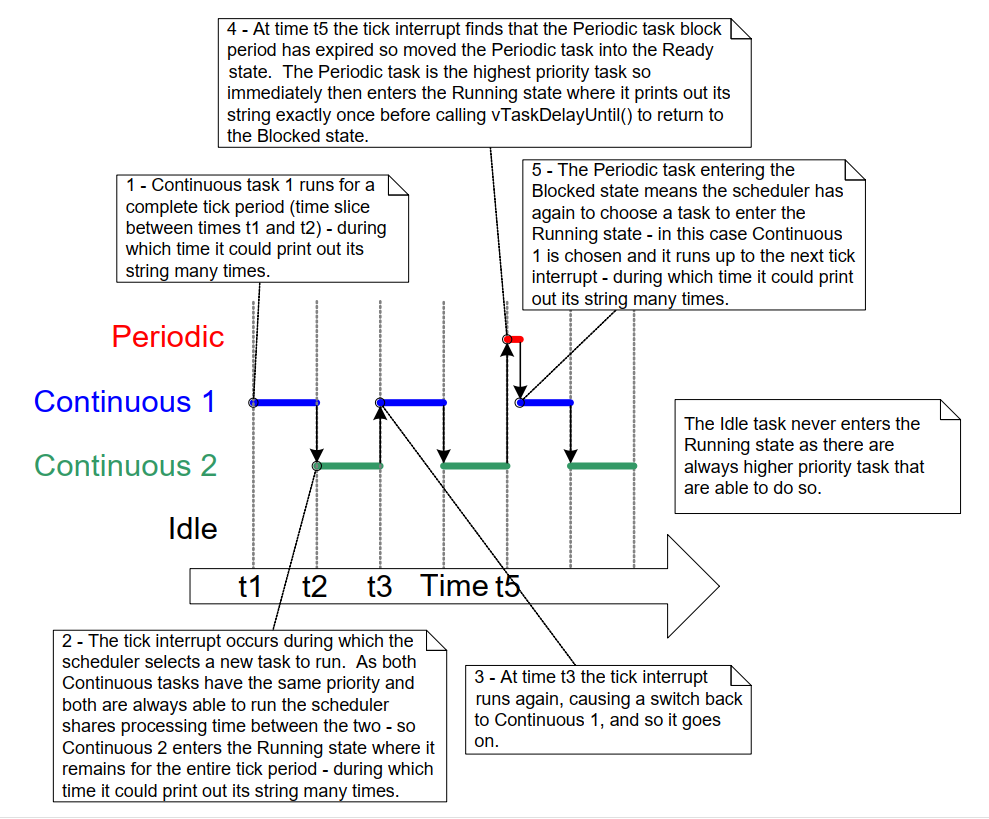 4 - At time t5 the tick interrupt finds that the Periodic task block
period has expired so moved the Periodic task into the Ready
state.  The Periodic task is the highest priority task so
immediately then enters the Running state where it prints out its
string exactly once before calling vTaskDelayUntil() to return to
the Blocked state.
1 - Continuous task 1 runs for a
complete tick period (time slice
between times t1 and t2) - during
which time it could print out its
string many times.
5 - The Periodic task entering the
Blocked state means the scheduler has
again to choose a task to enter the
Running state - in this case Continuous
1 is chosen and it runs up to the next tick
interrupt - during which time it could print
out its string many times.
Periodic
Continuous 1
Continuous 2
Idle
The Idle task never enters the
Running state as there are
always higher priority task that
are able to do so.
t1 t2 t3 Time t5
2 - The tick interrupt occurs during which the
scheduler selects a new task to run.  As both
Continuous tasks have the same priority and
both are always able to run the scheduler
shares processing time between the two - so
Continuous 2 enters the Running state where it
remains for the entire tick period - during which
time it could print out its string many times.
3 - At time t3 the tick interrupt
runs again, causing a switch back
to Continuous 1, and so it goes
on.